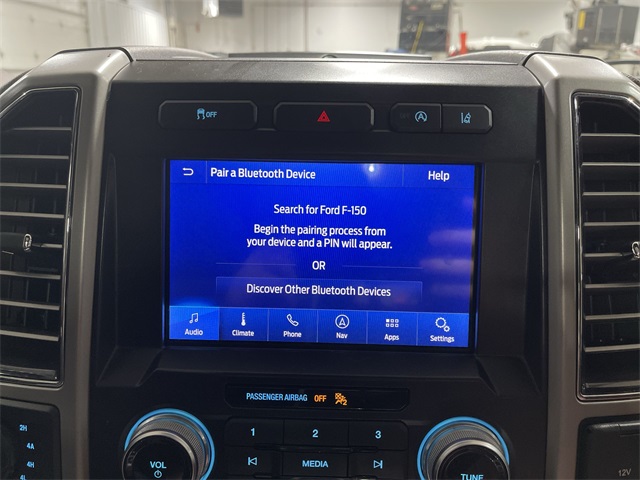 OFF
Pair a Bluetooth Device
Help
Search for Ford F-150
Begin the pairing process from
your device and a PIN will appear.
OR
Discover Other Bluetooth Devices
Audio Climate Phone Nav Apps Settings
PASSENGER AIRBAG OFF 2
1 2 3
MEDIA
VOL
TUNE
2H
4A
4H
4L
12V